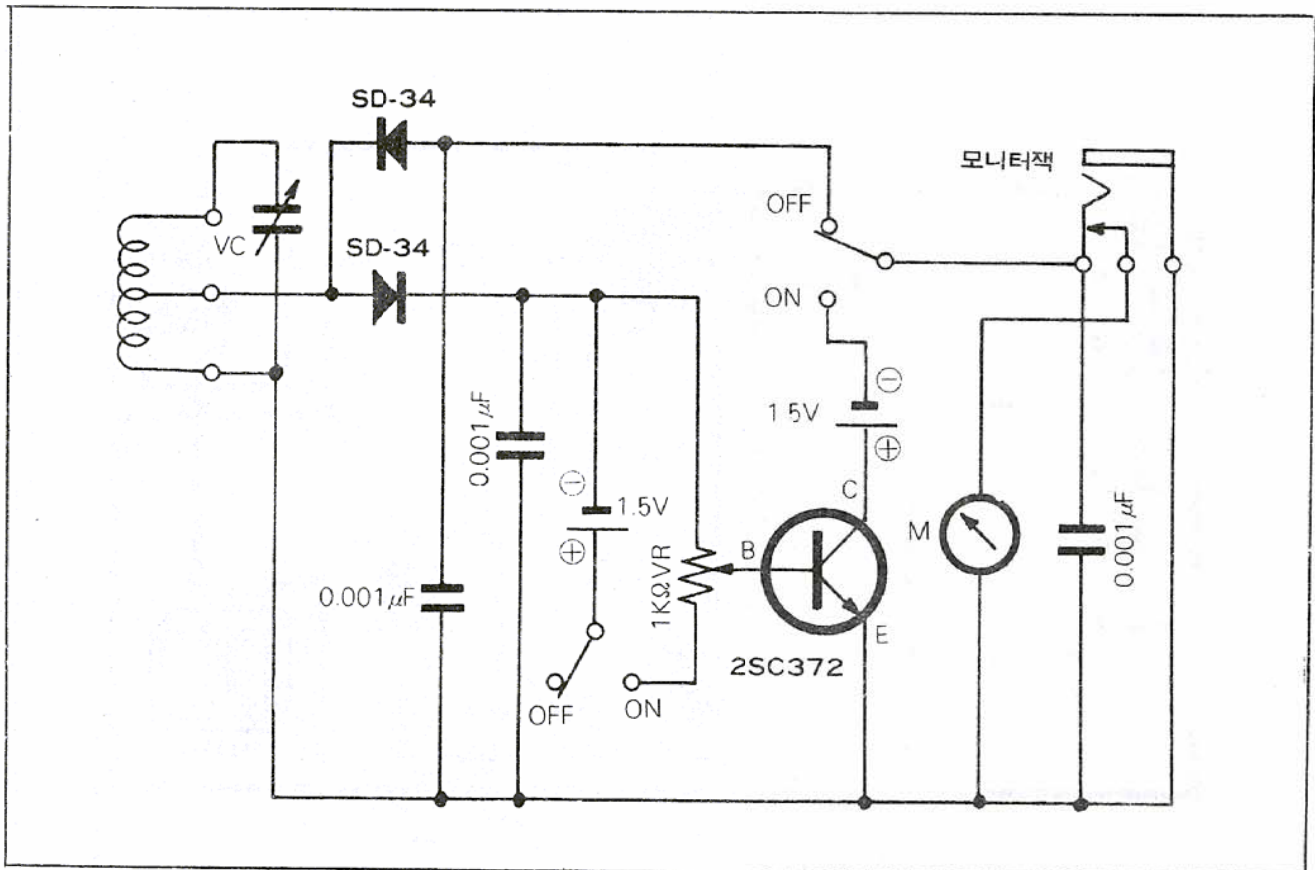 SD-34
모니터잭
OFF
VC
SD-34
ON
⊖
1.5V
⊕
0.001μF
⊖
1.5V
⊕
C
B
E
M
0.001μF
0.001μF
1KΩVR
2SC372
OFF
ON